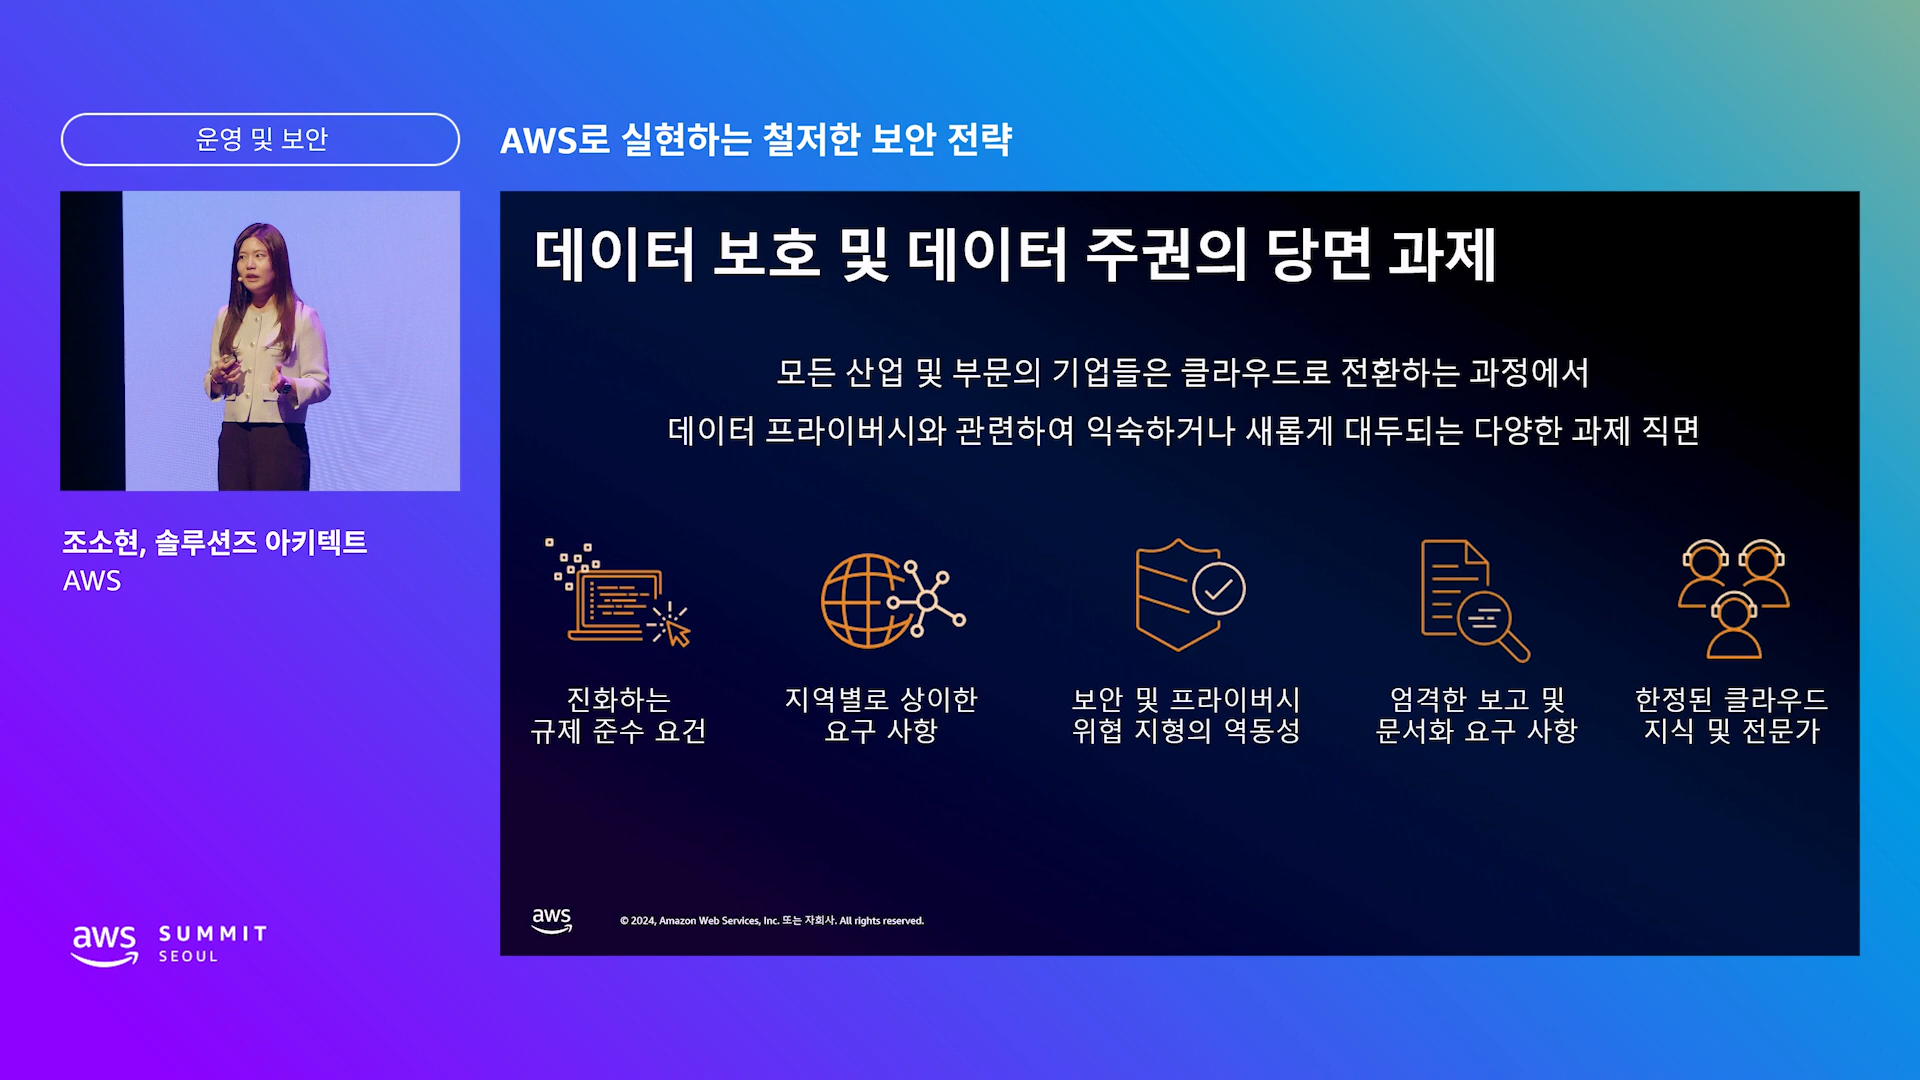 운영 및 보안
AWS로 실현하는 철저한 보안 전략
조소현, 솔루션즈 아키텍트
AWS
데이터 보호 및 데이터 주권의 당면 과제
모든 산업 및 부문의 기업들은 클라우드로 전환하는 과정에서
데이터 프라이버시와 관련하여 익숙하거나 새롭게 대두되는 다양한 과제 직면
진화하는
규제 준수 요건
지역별로 상이한
요구 사항
보안 및 프라이버시
위협 지형의 역동성
엄격한 보고 및
문서화 요구 사항
한정된 클라우드
지식 및 전문가
aws
© 2024, Amazon Web Services, Inc. 또는 자회사. All rights reserved.
aws
SUMMIT
SEOUL